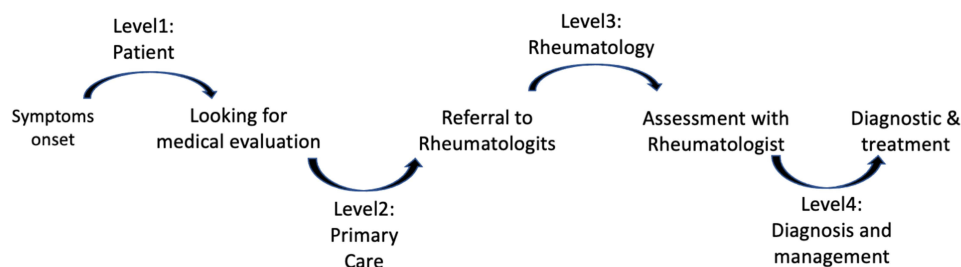 Level1:
Patient
Level3:
Rheumatology
Symptoms
onset
Looking for
medical evaluation
Referral to
Rheumatologits
Assessment with
Rheumatologist
Diagnostic &
treatment
Level2:
Primary
Care
Level4:
Diagnosis and
management